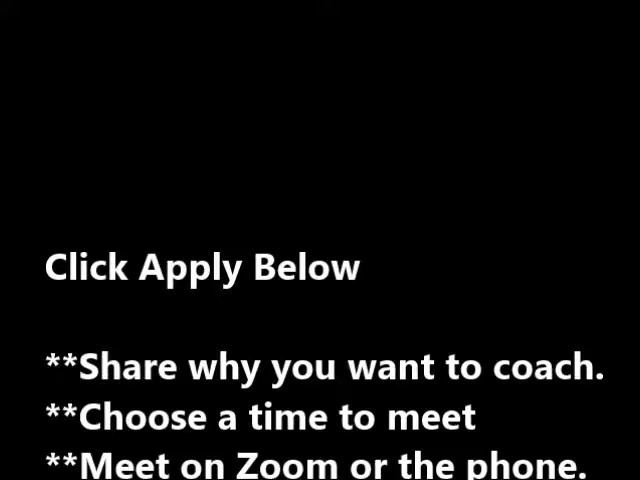 Click Apply Below
**Share why you want to coach.
**Choose a time to meet
**Meet on Zoom or the phone.